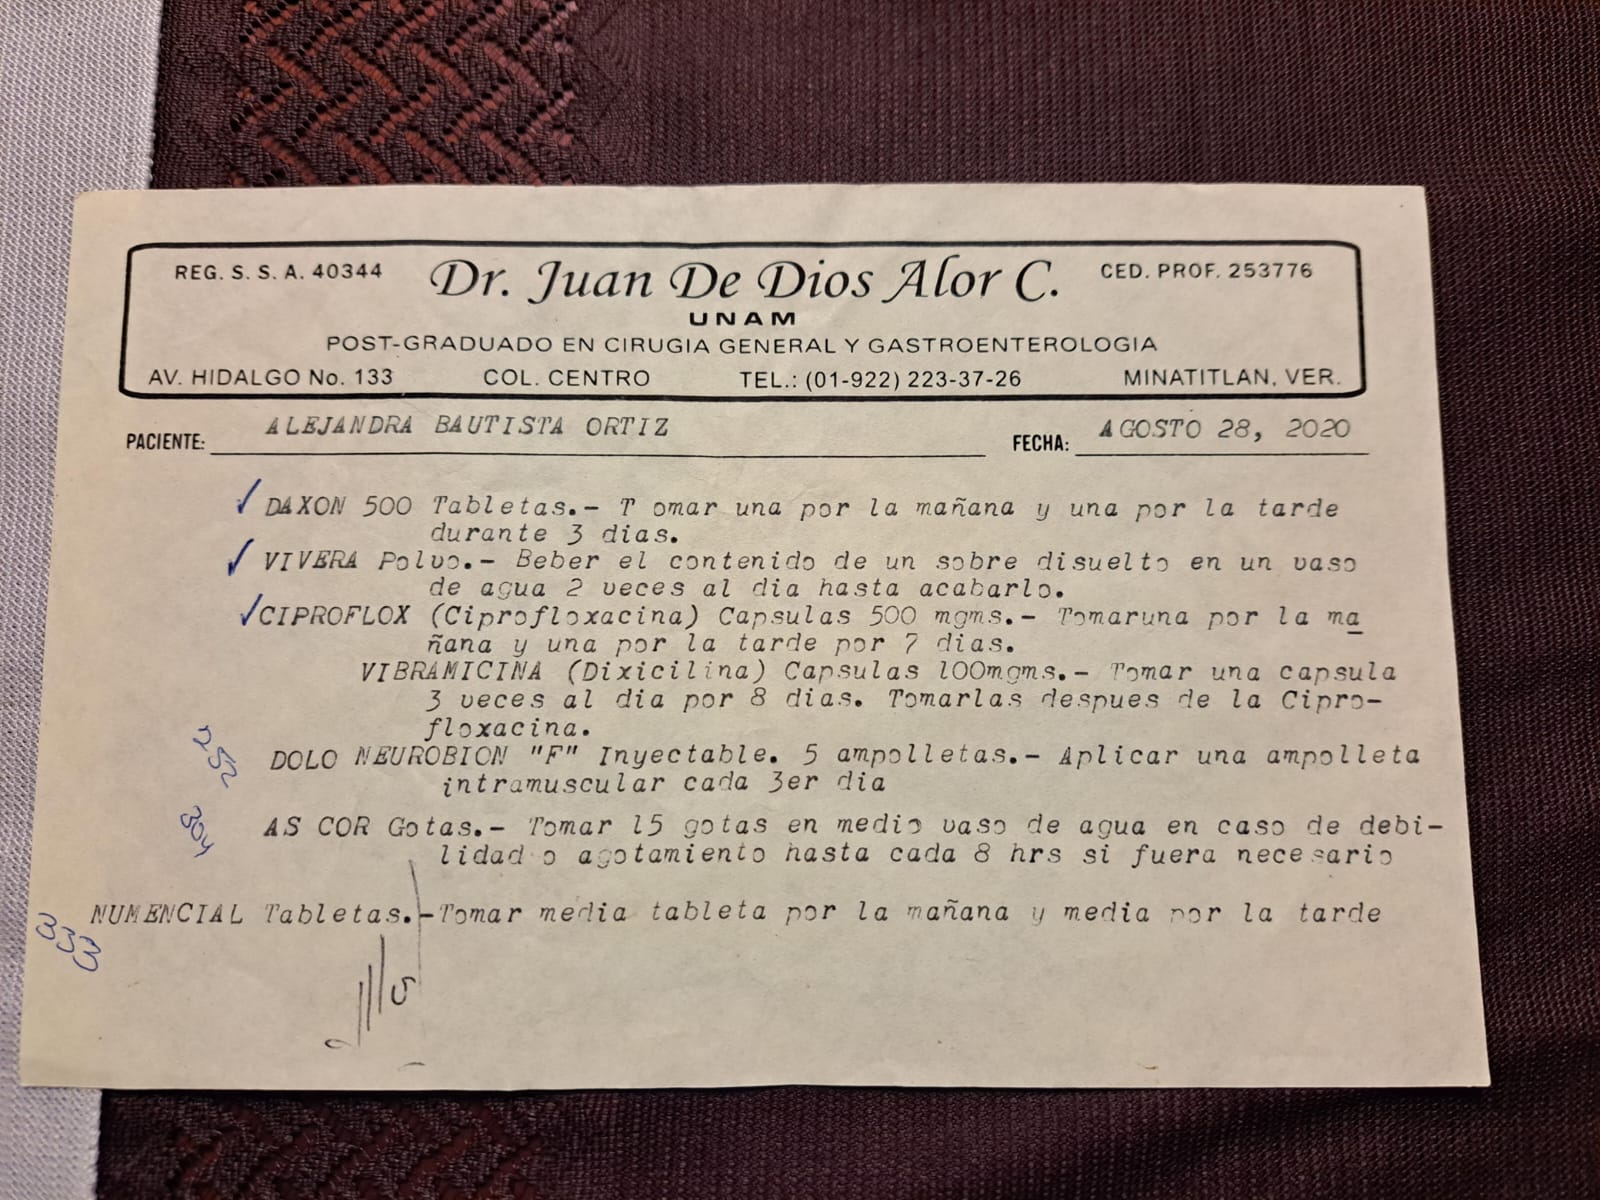 REG. S. S. A. 40344 Dr. Juan De Dios Alor C. CED. PROF. 253776
UNAM
POST-GRADUADO EN CIRUGIA GENERAL Y GASTROENTEROLOGIA
AV. HIDALGO No. 133 COL. CENTRO TEL.: (01-922) 223-37-26 MINATITLAN, VER.
PACIENTE: ALEJANDRA BAUTISTA ORTIZ FECHA: AGOSTO 28, 2020
✓ DAXON 500 Tabletas.- T omar una por la mañana y una por la tarde
durante 3 dias.
✓ VIVERA Polvo.- Beber el contenido de un sobre disuelto en un vaso
de agua 2 veces al dia hasta acabarlo.
✓ CIPROFLOX (Ciprofloxacina) Capsulas 500 mgms.- Tomaruna por la ma
ñana y una por la tarde por 7 dias.
VIBRAMICINA (Dixicilina) Capsulas 100mgms.- Tomar una capsula
3 veces al dia por 8 dias. Tomarlas despues de la Cipro-
floxacina.
252
DOLO NEUROBION "F" Inyectable. 5 ampolletas.- Aplicar una ampolleta
intramuscular cada 3er dia
304
AS COR Gotas.- Tomar 15 gotas en medio vaso de agua en caso de debi-
lidad o agotamiento hasta cada 8 hrs si fuera necesario
NUMENCIAL Tabletas.-Tomar media tableta por la mañana y media por la tarde
333